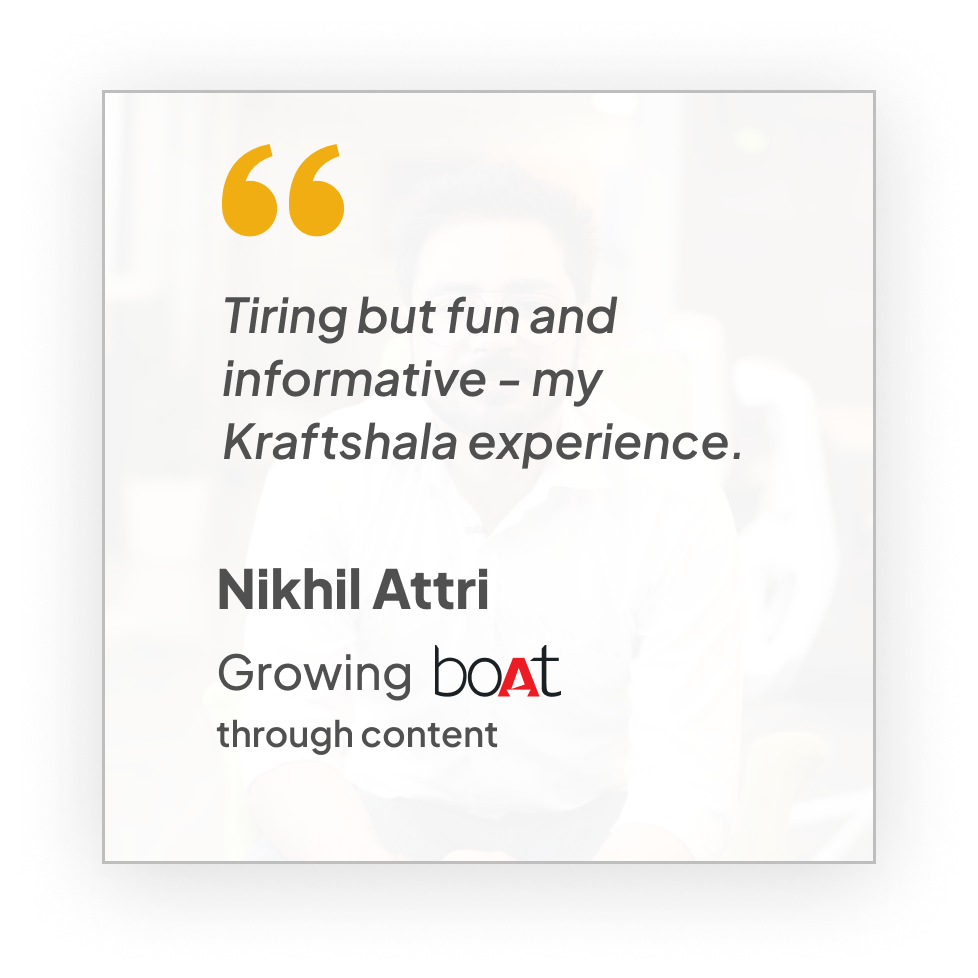 “
Tiring but fun and
informative – my
Kraftshala experience.
Nikhil Attri
Growing boAt
through content